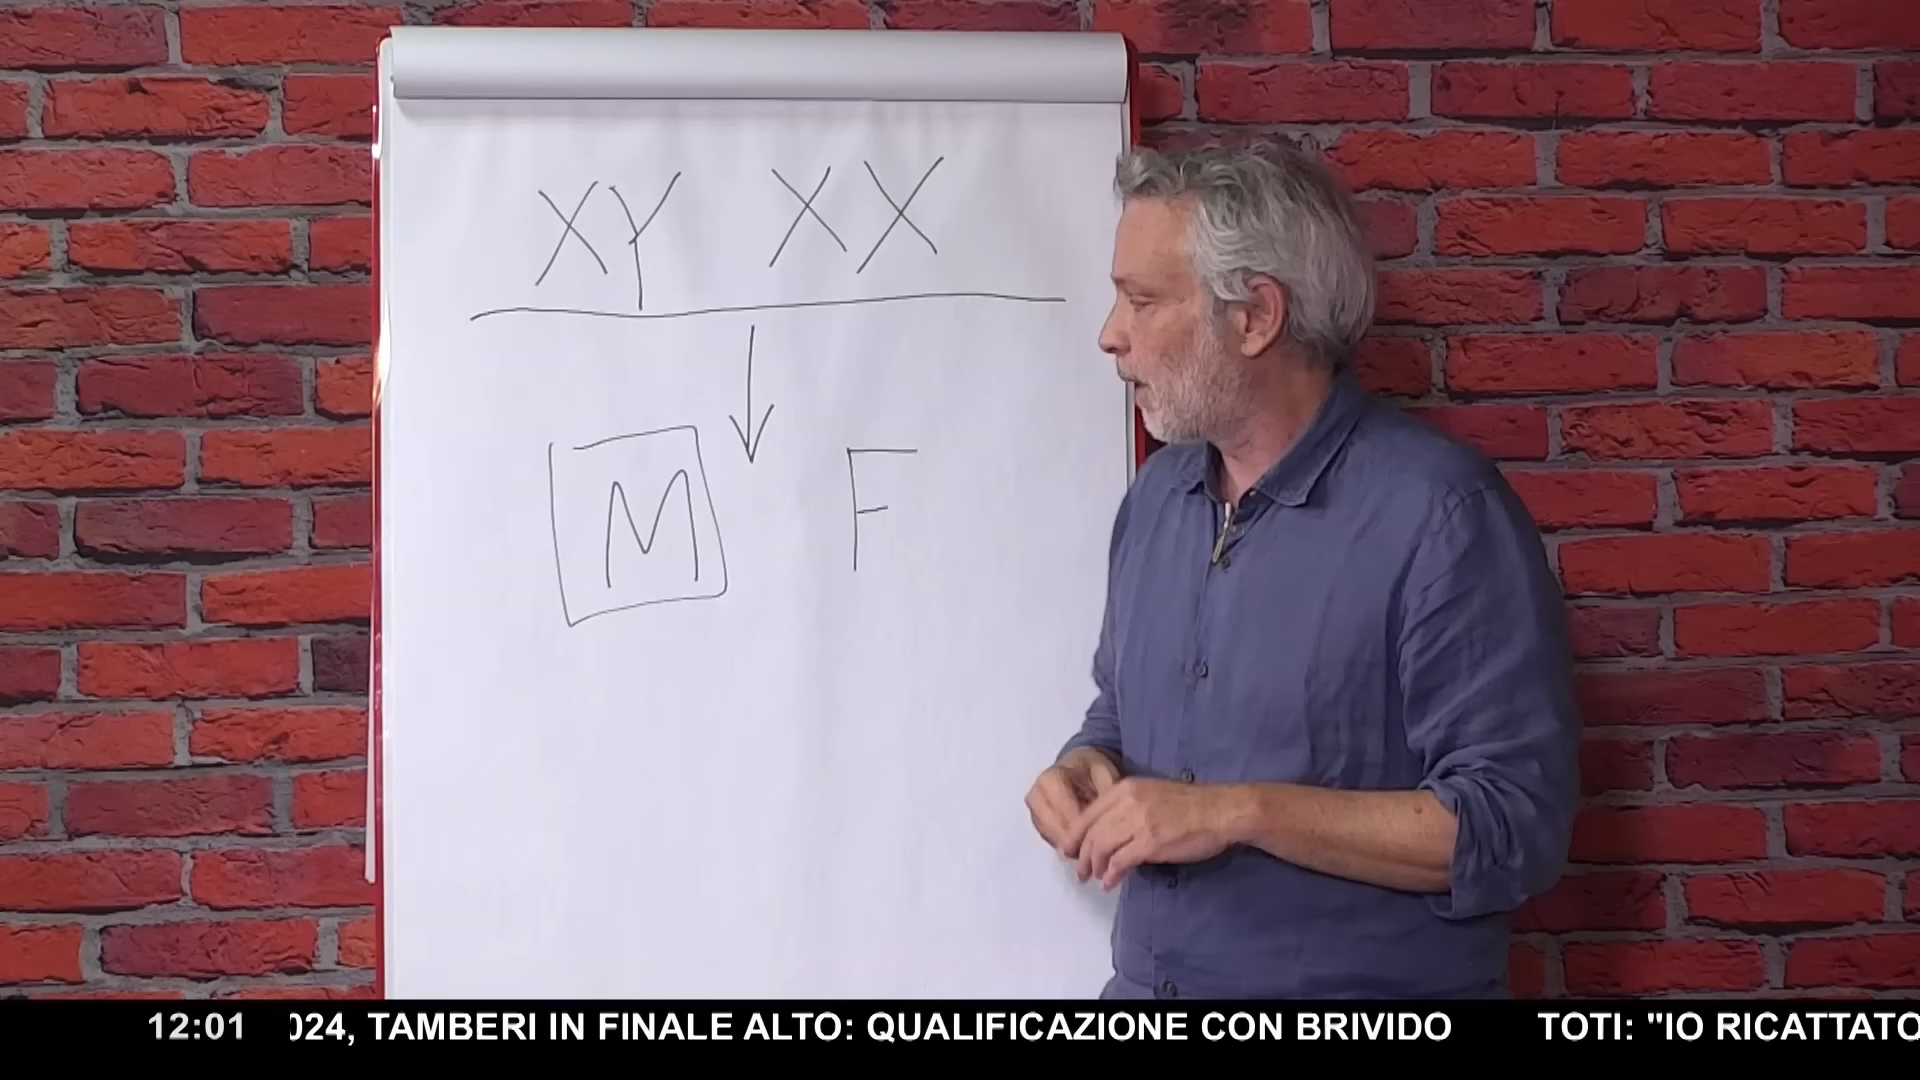 XY XX
M F
12:01 024, TAMBERI IN FINALE ALTO: QUALIFICAZIONE CON BRIVIDO TOTI: "IO RICATTATO